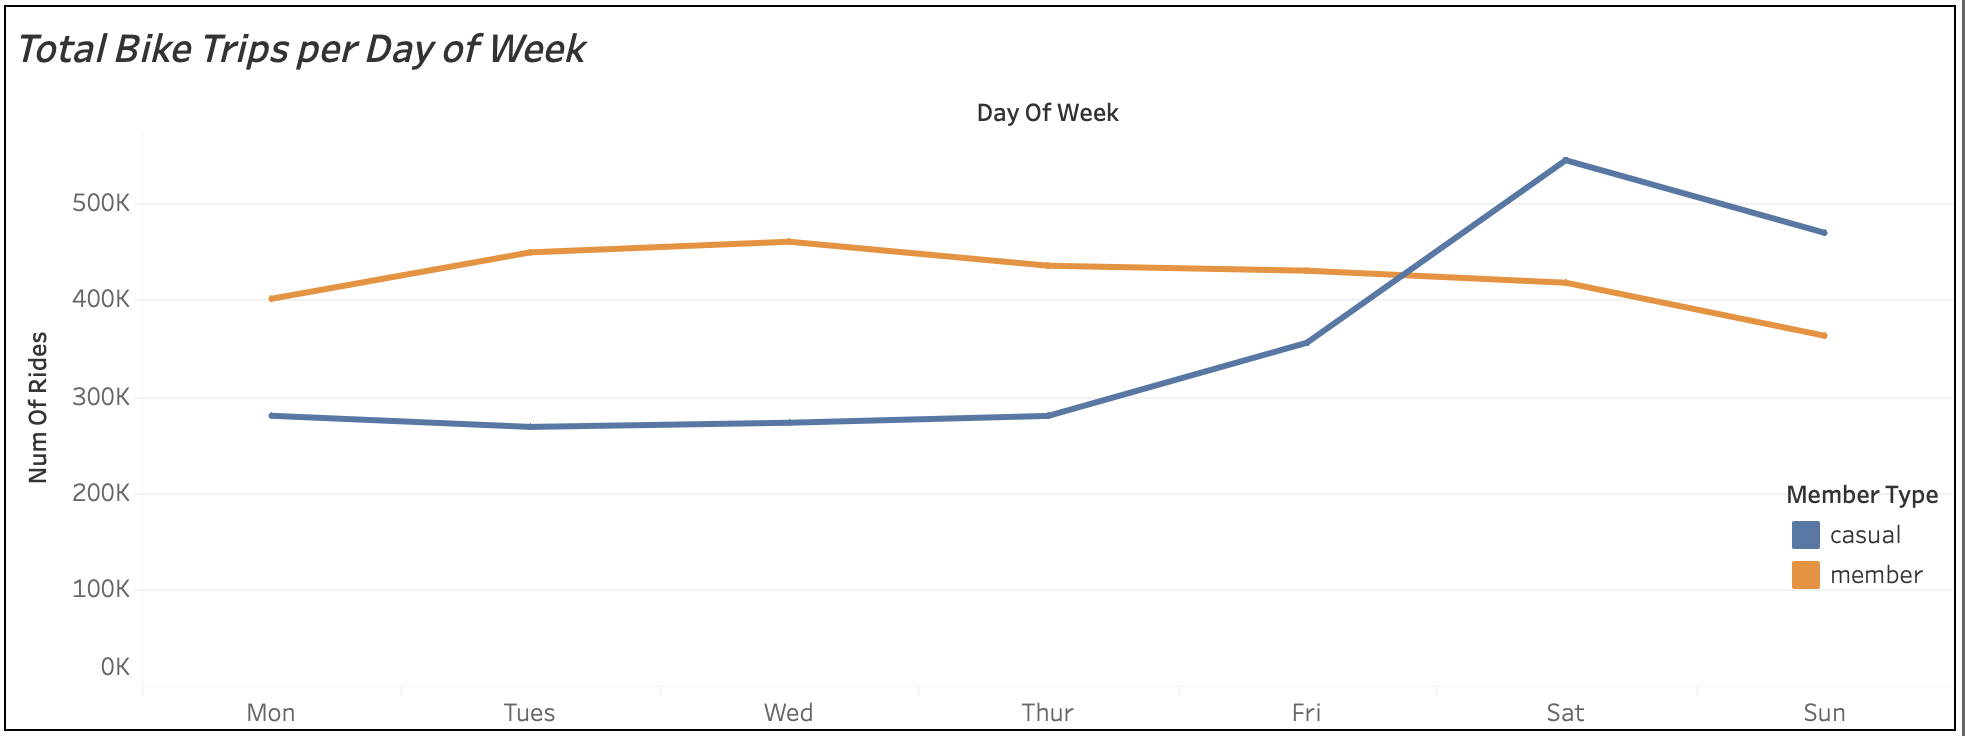 Total Bike Trips per Day of Week
Day Of Week
Num Of Rides
500K
400K
300K
200K
100K
0K
Member Type
casual
member
Mon Tues Wed Thur Fri Sat Sun